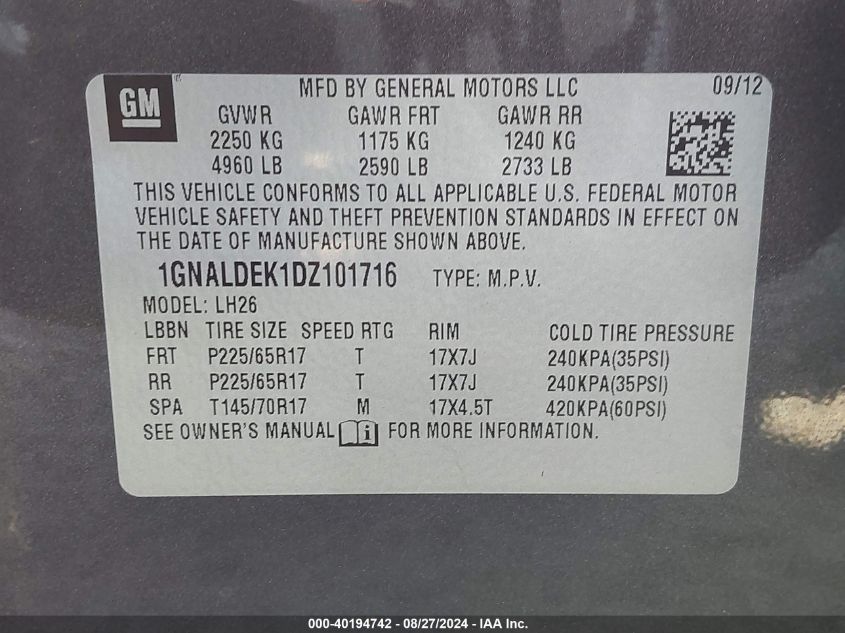 GM MFD BY GENERAL MOTORS LLC 09/12
GVWR GAWR FRT GAWR RR
2250 KG 1175 KG 1240 KG
4960 LB 2590 LB 2733 LB
THIS VEHICLE CONFORMS TO ALL APPLICABLE U.S. FEDERAL MOTOR
VEHICLE SAFETY AND THEFT PREVENTION STANDARDS IN EFFECT ON
THE DATE OF MANUFACTURE SHOWN ABOVE.
1GNALDEK1DZ101716 TYPE: M.P.V.
MODEL: LH26
LBBN TIRE SIZE SPEED RTG RIM COLD TIRE PRESSURE
FRT P225/65R17 T 17X7J 240KPA(35PSI)
RR P225/65R17 T 17X7J 240KPA(35PSI)
SPA T145/70R17 M 17X4.5T 420KPA(60PSI)
SEE OWNER'S MANUAL i FOR MORE INFORMATION.
000-40194742 - 08/27/2024 - IAA Inc.